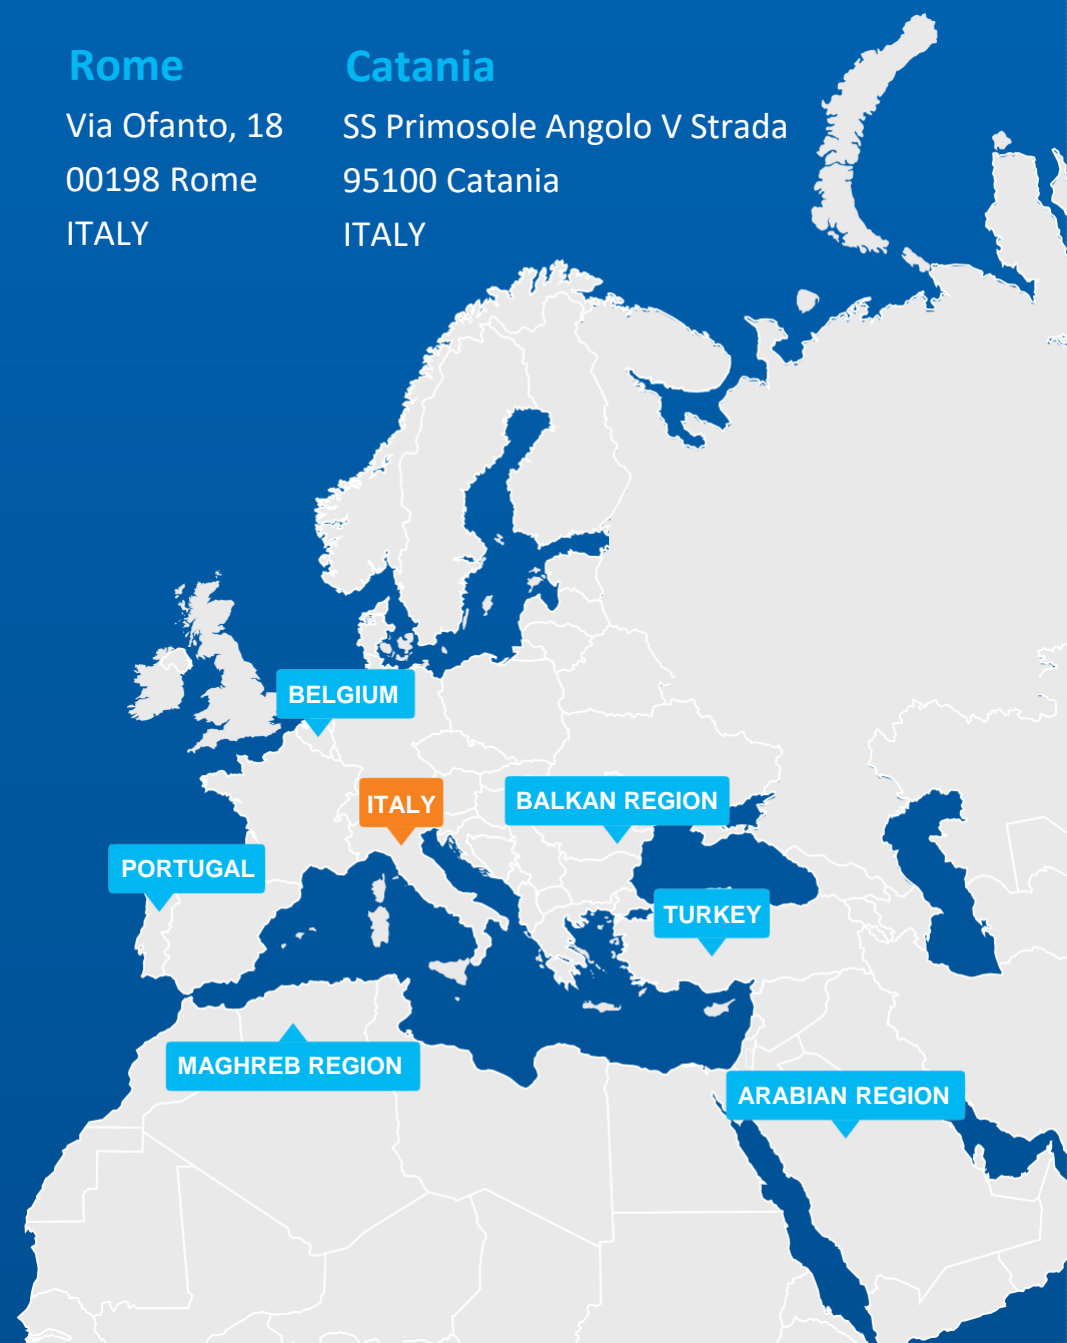 Rome
Via Ofanto, 18
00198 Rome
ITALY
Catania
SS Primosole Angolo V Strada
95100 Catania
ITALY
BELGIUM
ITALY
BALKAN REGION
PORTUGAL
TURKEY
MAGHREB REGION
ARABIAN REGION